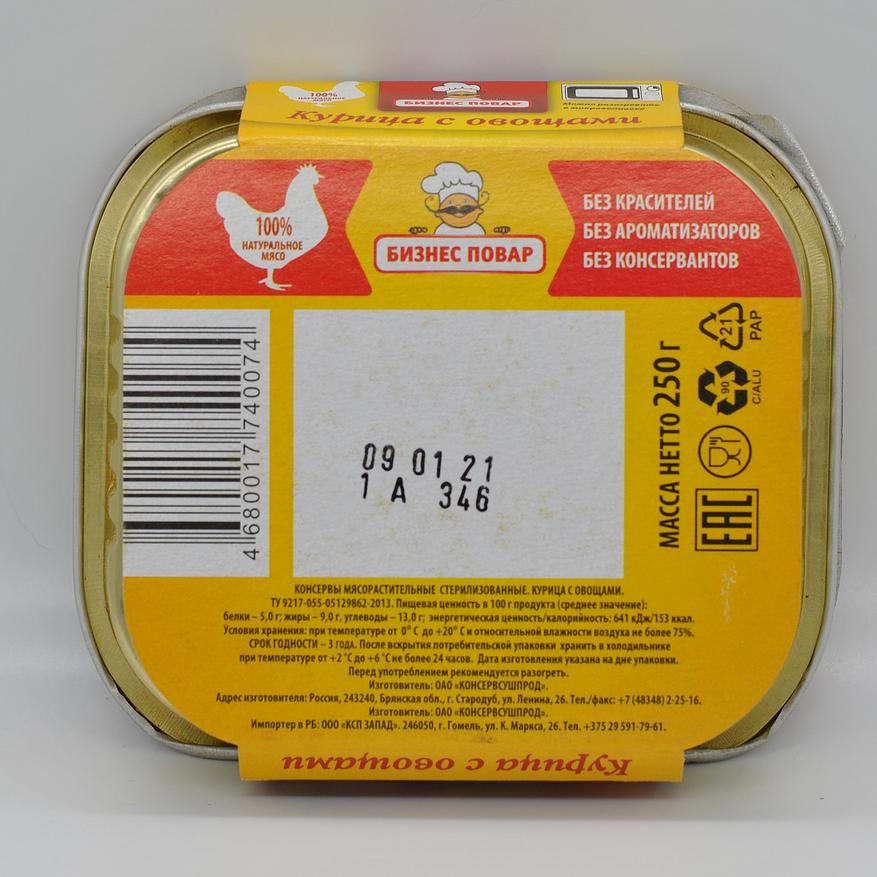 100%
НАТУРАЛЬНОЕ
МЯСО
БИЗНЕС ПОВАР
Можно разогревать
в микроволновке
Курица с овощами
100%
НАТУРАЛЬНОЕ
МЯСО
БИЗНЕС ПОВАР
БЕЗ КРАСИТЕЛЕЙ
БЕЗ АРОМАТИЗАТОРОВ
БЕЗ КОНСЕРВАНТОВ
4 680017 740074
09 01 21
1 А 346
МАССА НЕТТО 250 г
21
PAP
90
C/ALU
EAC
КОНСЕРВЫ МЯСОРАСТИТЕЛЬНЫЕ СТЕРИЛИЗОВАННЫЕ. КУРИЦА С ОВОЩАМИ.
ТУ 9217-055-05129862-2013. Пищевая ценность в 100 г продукта (среднее значение):
белки – 5,0 г; жиры – 9,0 г, углеводы – 13,0 г; энергетическая ценность/калорийность: 641 кДж/153 ккал.
Условия хранения: при температуре от 0°С до +20°С и относительной влажности воздуха не более 75%.
СРОК ГОДНОСТИ – 3 года. После вскрытия потребительской упаковки хранить в холодильнике
при температуре от +2 °С до +6 °С не более 24 часов. Дата изготовления указана на дне упаковки.
Перед употреблением рекомендуется разогреть.
Изготовитель: ОАО «КОНСЕРВСУШПРОД».
Адрес изготовителя: Россия, 243240, Брянская обл., г. Стародуб, ул. Ленина, 26. Тел./факс: +7 (48348) 2-25-16.
Изготовитель: ОАО «КОНСЕРВСУШПРОД».
Импортер в РБ: ООО «КСП ЗАПАД». 246050, г. Гомель, ул. К. Маркса, 26. Тел. +375 29 591-79-61.
Курица с овощами